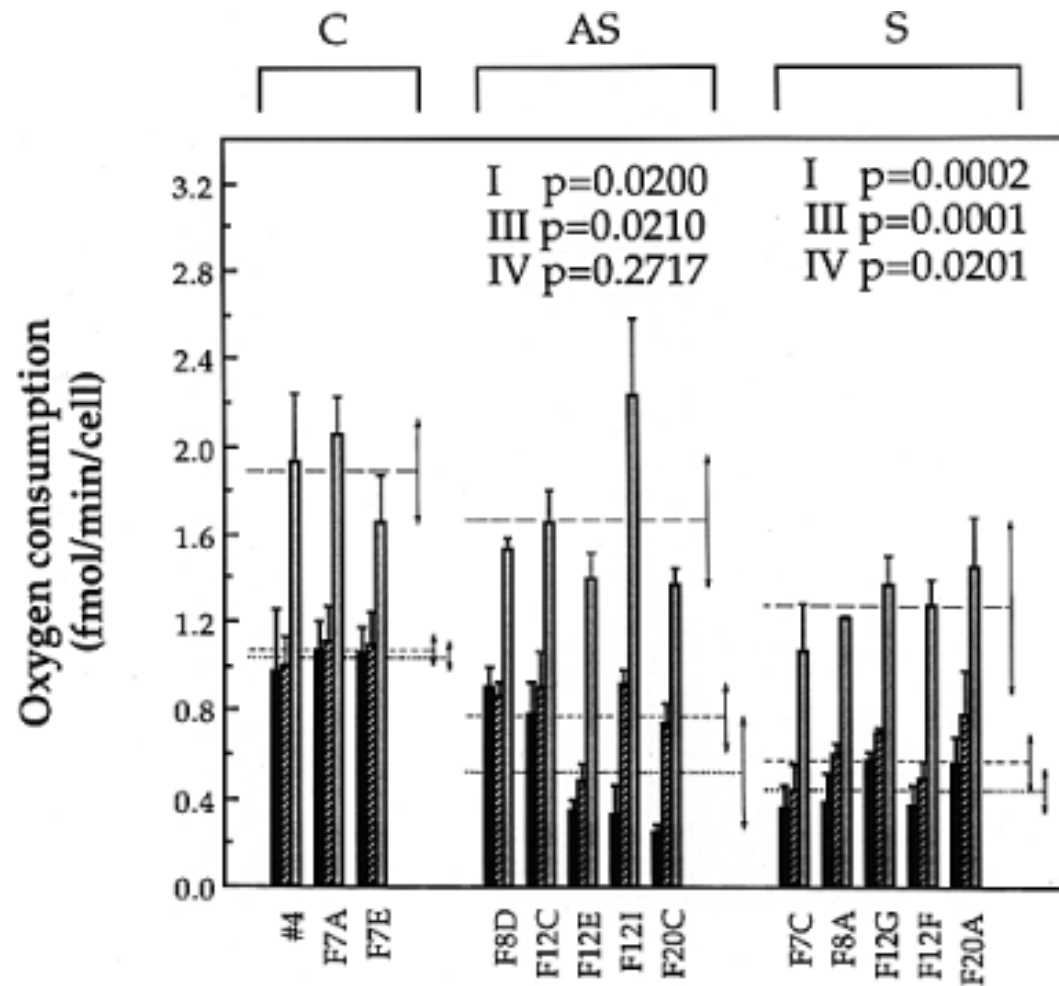 C AS S
I p=0.0200
III p=0.0210
IV p=0.2717
I p=0.0002
III p=0.0001
IV p=0.0201
Oxygen consumption
(fmol/min/cell)
3.2
2.8
2.4
2.0
1.6
1.2
0.8
0.4
0.0
#4 F7A F7E F8D F12C F12E F12I F20C F7C F8A F12G F12F F20A